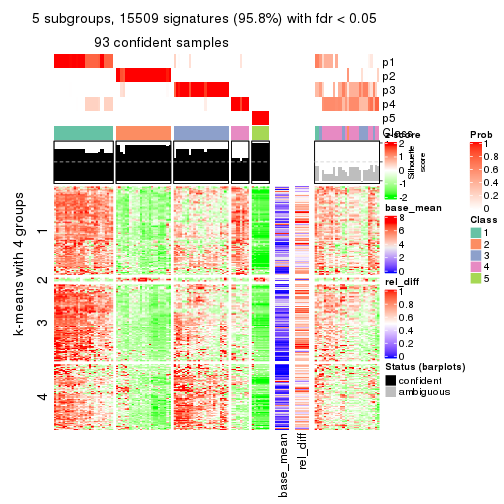 5 subgroups, 15509 signatures (95.8%) with fdr < 0.05
93 confident samples
p1
p2
p3
p4
p5
Class
z-score
2
1
0
-1
-2
Silhouette
score
Prob
1
0.8
0.6
0.4
0.2
0
base_mean
8
6
4
2
0
Class
1
2
3
4
5
rel_diff
1
0.8
0.6
0.4
0.2
0
Status (barplots)
confident
ambiguous
k-means with 4 groups
1
2
3
4
base_mean
rel_diff